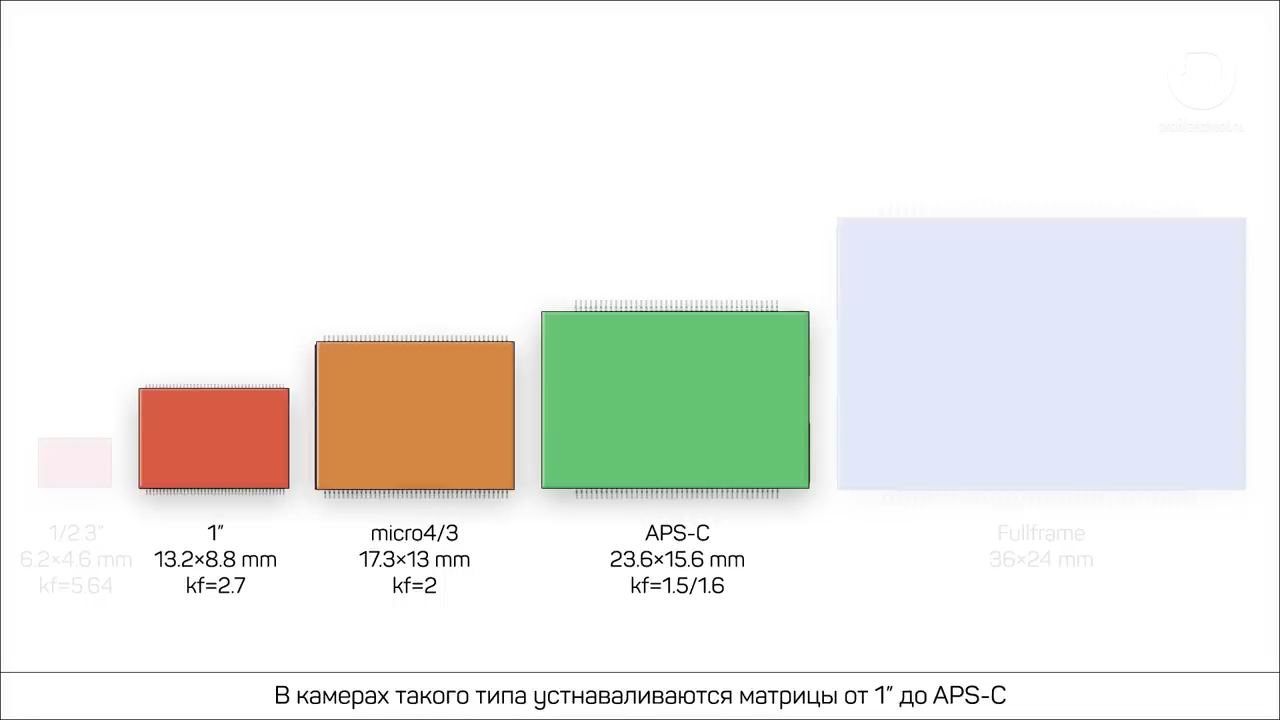 1/2.3”
6.2×4.6 mm
kf=5.64
1”
13.2×8.8 mm
kf=2.7
micro4/3
17.3×13 mm
kf=2
APS-C
23.6×15.6 mm
kf=1.5/1.6
Fullframe
36×24 mm
В камерах такого типа устнаваливаются матрицы от 1” до APS-C